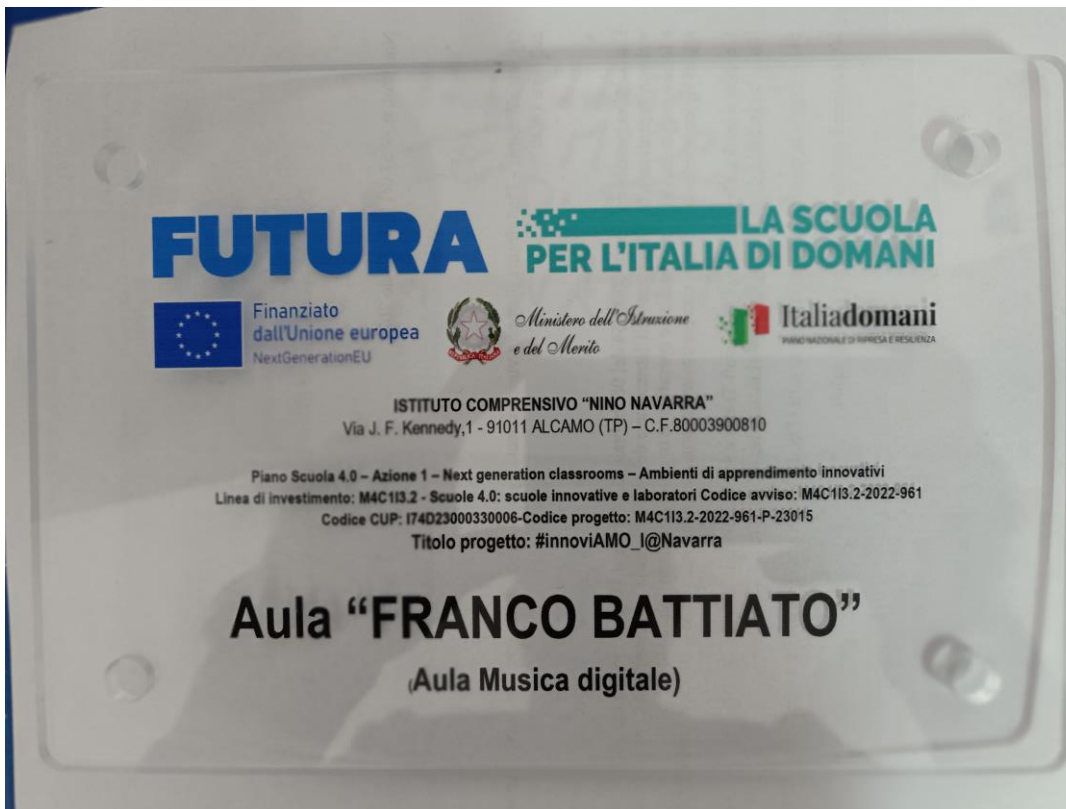 FUTURA
LA SCUOLA
PER L'ITALIA DI DOMANI
Finanziato
dall'Unione europea
NextGenerationEU
Ministero dell'Istruzione
e del Merito
Italiadomani
PIANO NAZIONALE DI RIPRESA E RESILIENZA
ISTITUTO COMPRENSIVO “NINO NAVARRA”
Via J. F. Kennedy,1 - 91011 ALCAMO (TP) – C.F.80003900810
Piano Scuola 4.0 – Azione 1 – Next generation classrooms – Ambienti di apprendimento innovativi
Linea di investimento: M4C1I3.2 - Scuole 4.0: scuole innovative e laboratori Codice avviso: M4C1I3.2-2022-961
Codice CUP: I74D23000330006-Codice progetto: M4C1I3.2-2022-961-P-23015
Titolo progetto: #innoviAMO_l@Navarra
Aula “FRANCO BATTIATO”
(Aula Musica digitale)